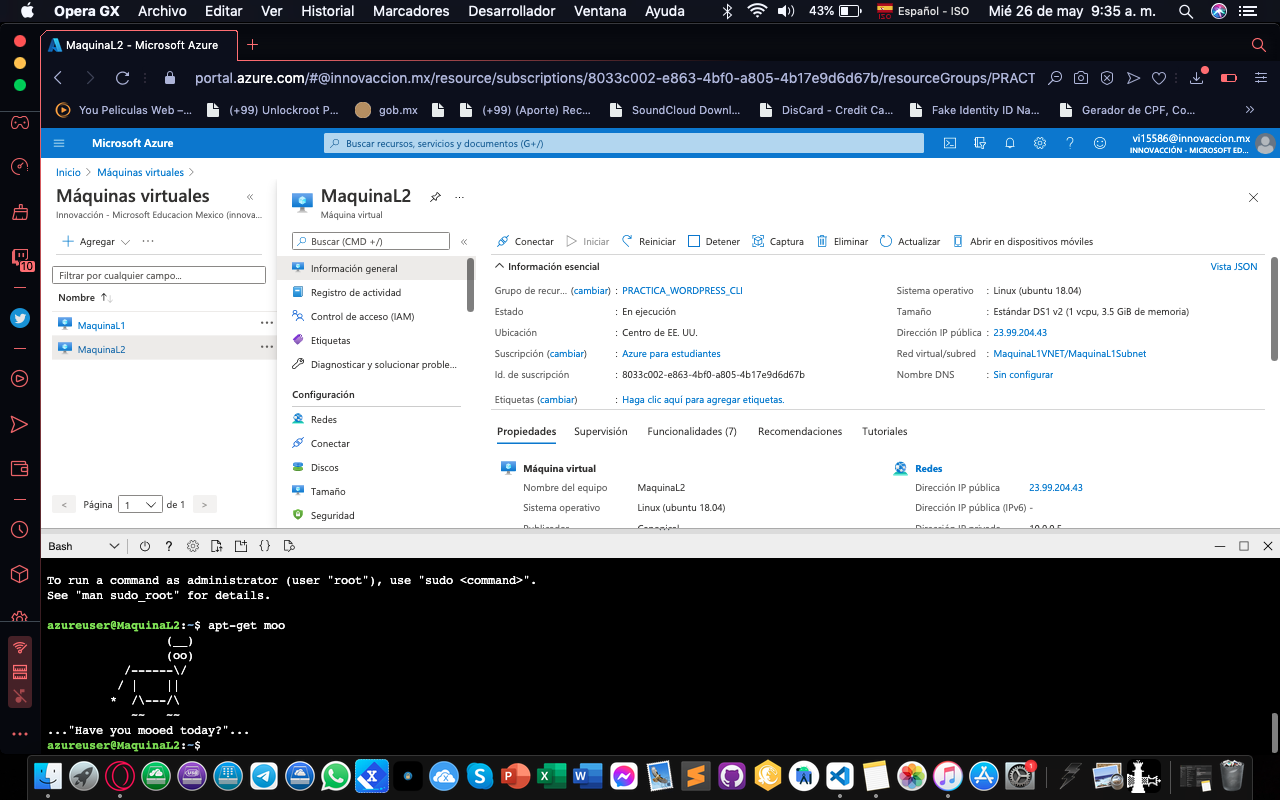 Opera GX Archivo Editar Ver Historial Marcadores Desarrollador Ventana Ayuda 43% Español - ISO Mié 26 de may 9:35 a. m.
MaquinaL2 - Microsoft Azure
portal.azure.com/#@innovaccion.mx/resource/subscriptions/8033c002-e863-4bf0-a805-4b17e9d6d67b/resourceGroups/PRACT
You Peliculas Web –... (+99) Unlockroot P... gob.mx (+99) (Aporte) Rec... SoundCloud Downl... DisCard - Credit Ca... Fake Identity ID Na... Gerador de CPF, Co... »
Microsoft Azure Buscar recursos, servicios y documentos (G+/) vi15586@innovaccion.mx
INNOVACCIÓN - MICROSOFT ED...
Inicio > Máquinas virtuales >
Máquinas virtuales «
Innovacción - Microsoft Educacion Mexico (innova...
+ Agregar ...
Filtrar por cualquier campo...
Nombre ↑↓
MaquinaL1 ...
MaquinaL2 ...
< Página 1 de 1 >
MaquinaL2 ...
Máquina virtual
Buscar (CMD +/) «
Información general
Registro de actividad
Control de acceso (IAM)
Etiquetas
Diagnosticar y solucionar proble...
Configuración
Redes
Conectar
Discos
Tamaño
Seguridad
Conectar Iniciar Reiniciar Detener Captura Eliminar Actualizar Abrir en dispositivos móviles
Información esencial Vista JSON
Grupo de recur... (cambiar) : PRACTICA_WORDPRESS_CLI
Estado : En ejecución
Ubicación : Centro de EE. UU.
Suscripción (cambiar) : Azure para estudiantes
Id. de suscripción : 8033c002-e863-4bf0-a805-4b17e9d6d67b
Etiquetas (cambiar) : Haga clic aquí para agregar etiquetas.
Sistema operativo : Linux (ubuntu 18.04)
Tamaño : Estándar DS1 v2 (1 vcpu, 3.5 GiB de memoria)
Dirección IP pública : 23.99.204.43
Red virtual/subred : MaquinaL1VNET/MaquinaL1Subnet
Nombre DNS : Sin configurar
Propiedades Supervisión Funcionalidades (7) Recomendaciones Tutoriales
Máquina virtual
Nombre del equipo MaquinaL2
Sistema operativo Linux (ubuntu 18.04)
Redes
Dirección IP pública 23.99.204.43
Dirección IP pública (IPv6) -
10
Bash
To run a command as administrator (user "root"), use "sudo <command>".
See "man sudo_root" for details.
azureuser@MaquinaL2:~$ apt-get moo
                 (__)
                 (oo)
           /------\/
          / |    ||
         *  /\---/\
            ~~   ~~
..."Have you mooed today?"...
azureuser@MaquinaL2:~$
1